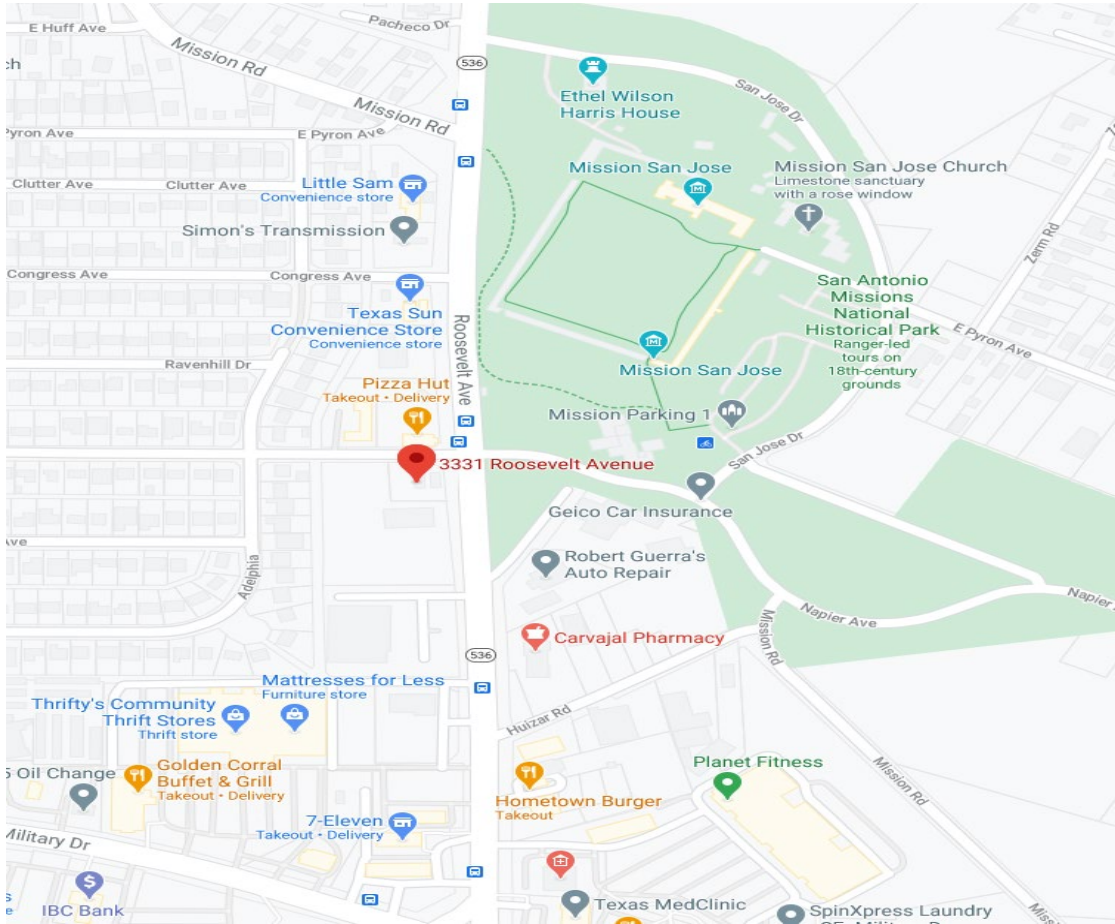 Pacheco Dr
E Huff Ave
Mission Rd
536
ch
San Jose Dr
Ethel Wilson
Harris House
Mission Rd
Pyron Ave
E Pyron Ave
Mission San Jose
Mission San Jose Church
Limestone sanctuary
with a rose window
Clutter Ave
Clutter Ave
Little Sam
Convenience store
Simon's Transmission
Zerm Rd
Congress Ave
Congress Ave
San Antonio
Missions
National
Historical Park
Ranger-led
tours on
18th-century
grounds
Texas Sun
Convenience Store
Convenience store
Roosevelt Ave
E Pyron Ave
Ravenhill Dr
Mission San Jose
Pizza Hut
Takeout • Delivery
Mission Parking 1
San Jose Dr
3331 Roosevelt Avenue
Geico Car Insurance
Ave
Robert Guerra's
Auto Repair
Adelphia
Napier Ave
Napier
Mission Rd
Carvajal Pharmacy
536
Mattresses for Less
Furniture store
Thrifty's Community
Thrift Stores
Thrift store
Huizar Rd
Mission Rd
5 Oil Change
Golden Corral
Buffet & Grill
Takeout • Delivery
Planet Fitness
Hometown Burger
Takeout
7-Eleven
Takeout • Delivery
Military Dr
IBC Bank
Texas MedClinic
SpinXpress Laundry